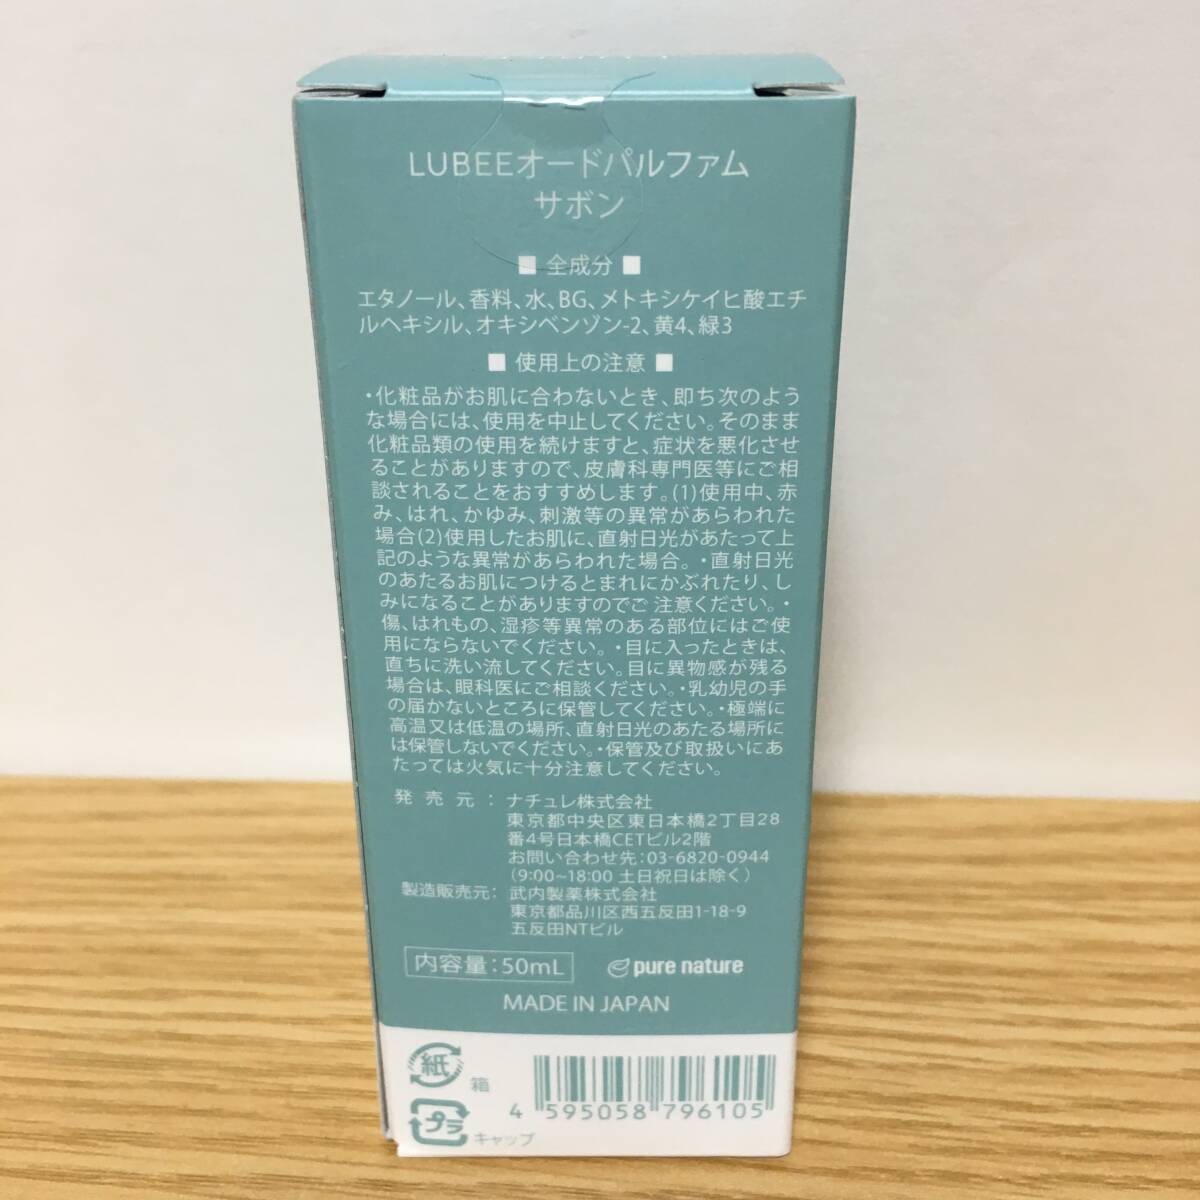 LUBEEオードパルファム
サボン
■ 全成分 ■
エタノール、香料、水、BG、メトキシケイヒ酸エチ
ルヘキシル、オキシベンゾン-2、黄4、緑3
■ 使用上の注意 ■
・化粧品がお肌に合わないとき、即ち次のよう
な場合には、使用を中止してください。そのまま
化粧品類の使用を続けますと、症状を悪化させ
ることがありますので、皮膚科専門医等にご相
談されることをおすすめします。(1)使用中、赤
み、はれ、かゆみ、刺激等の異常があらわれた
場合(2)使用したお肌に、直射日光があたって上
記のような異常があらわれた場合。・直射日光
のあたるお肌につけるとまれにかぶれたり、し
みになることがありますのでご注意ください。・
傷、はれもの、湿疹等異常のある部位にはご使
用にならないでください。・目に入ったときは、
直ちに洗い流してください。目に異物感が残る
場合は、眼科医にご相談ください。・乳幼児の手
の届かないところに保管してください。・極端に
高温又は低温の場所、直射日光のあたる場所に
は保管しないでください。・保管及び取扱いにあ
たっては火気に十分注意してください。
発売元：ナチュレ株式会社
東京都中央区東日本橋2丁目28
番4号日本橋CETビル2階
お問い合わせ先:03-6820-0944
(9:00~18:00 土日祝日は除く)
製造販売元：武内製薬株式会社
東京都品川区西五反田1-18-9
五反田NTビル
内容量:50mL
pure nature
MADE IN JAPAN
紙 箱
プラ キャップ
4 595058 796105